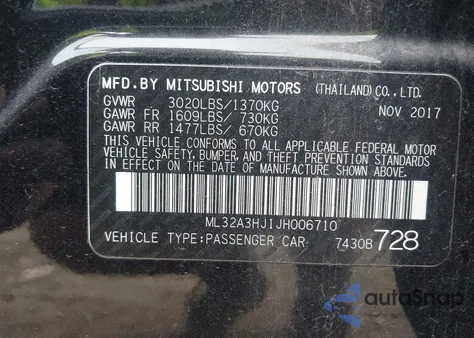 MFD.BY MITSUBISHI MOTORS (THAILAND) CO.,LTD.
GVWR 3020LBS/1370KG NOV 2017
GAWR FR 1609LBS/ 730KG
GAWR RR 1477LBS/ 670KG
THIS VEHICLE CONFORMS TO ALL APPLICABLE FEDERAL MOTOR
VEHICLE SAFETY, BUMPER, AND THEFT PREVENTION STANDARDS
IN EFFECT ON THE DATE OF MANUFACTURE SHOWN ABOVE.
ML32A3HJ1JH006710
VEHICLE TYPE:PASSENGER CAR 7430B 728
autoSnap